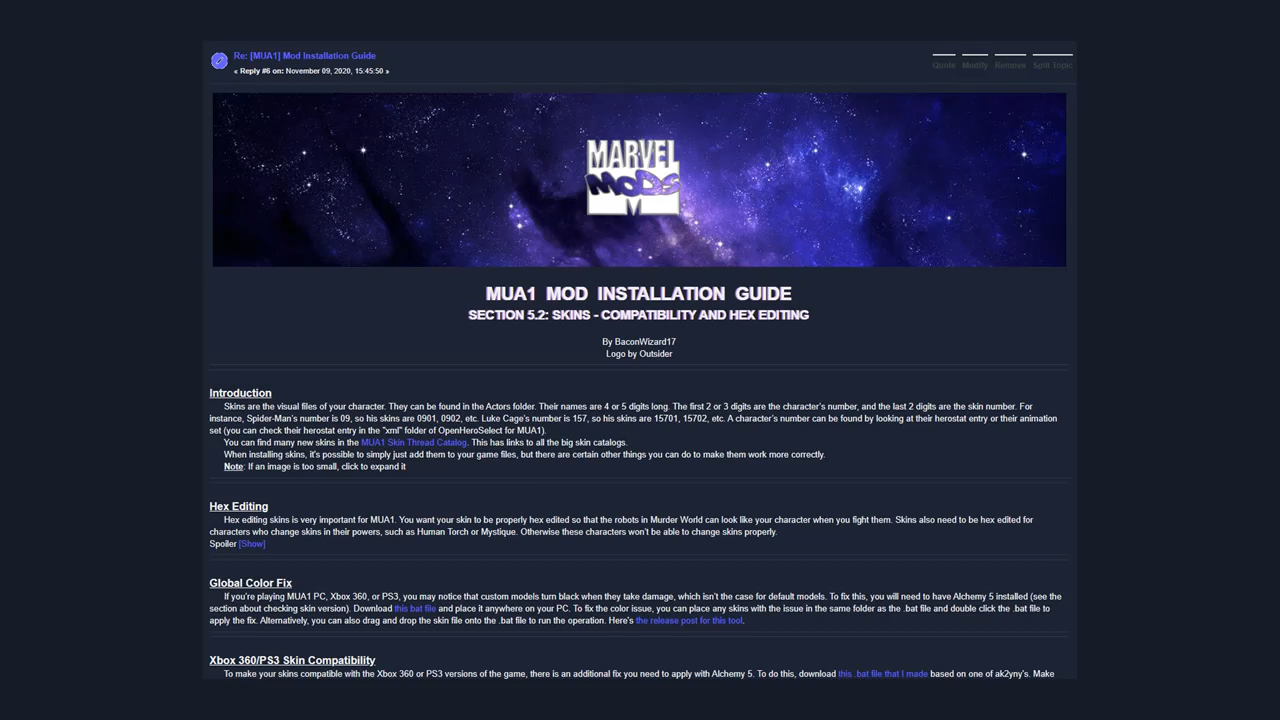 Re: [MUA1] Mod Installation Guide
« Reply #6 on: November 09, 2020, 15:45:50 »
Quote Modify Remove Split Topic
MARVEL
MODS
MUA1 MOD INSTALLATION GUIDE
SECTION 5.2: SKINS - COMPATIBILITY AND HEX EDITING
By BaconWizard17
Logo by Outsider
Introduction
Skins are the visual files of your character. They can be found in the Actors folder. Their names are 4 or 5 digits long. The first 2 or 3 digits are the character's number, and the last 2 digits are the skin number. For
instance, Spider-Man's number is 09, so his skins are 0901, 0902, etc. Luke Cage's number is 157, so his skins are 15701, 15702, etc. A character's number can be found by looking at their herostat entry or their animation
set (you can check their herostat entry in the "xml" folder of OpenHeroSelect for MUA1).
You can find many new skins in the MUA1 Skin Thread Catalog. This has links to all the big skin catalogs.
When installing skins, it's possible to simply just add them to your game files, but there are certain other things you can do to make them work more correctly.
Note: If an image is too small, click to expand it
Hex Editing
Hex editing skins is very important for MUA1. You want your skin to be properly hex edited so that the robots in Murder World can look like your character when you fight them. Skins also need to be hex edited for
characters who change skins in their powers, such as Human Torch or Mystique. Otherwise these characters won't be able to change skins properly.
Spoiler [Show]
Global Color Fix
If you're playing MUA1 PC, Xbox 360, or PS3, you may notice that custom models turn black when they take damage, which isn't the case for default models. To fix this, you will need to have Alchemy 5 installed (see the
section about checking skin version). Download this bat file and place it anywhere on your PC. To fix the color issue, you can place any skins with the issue in the same folder as the .bat file and double click the .bat file to
apply the fix. Alternatively, you can also drag and drop the skin file onto the .bat file to run the operation. Here's the release post for this tool.
Xbox 360/PS3 Skin Compatibility
To make your skins compatible with the Xbox 360 or PS3 versions of the game, there is an additional fix you need to apply with Alchemy 5. To do this, download this .bat file that I made based on one of ak2yny's. Make